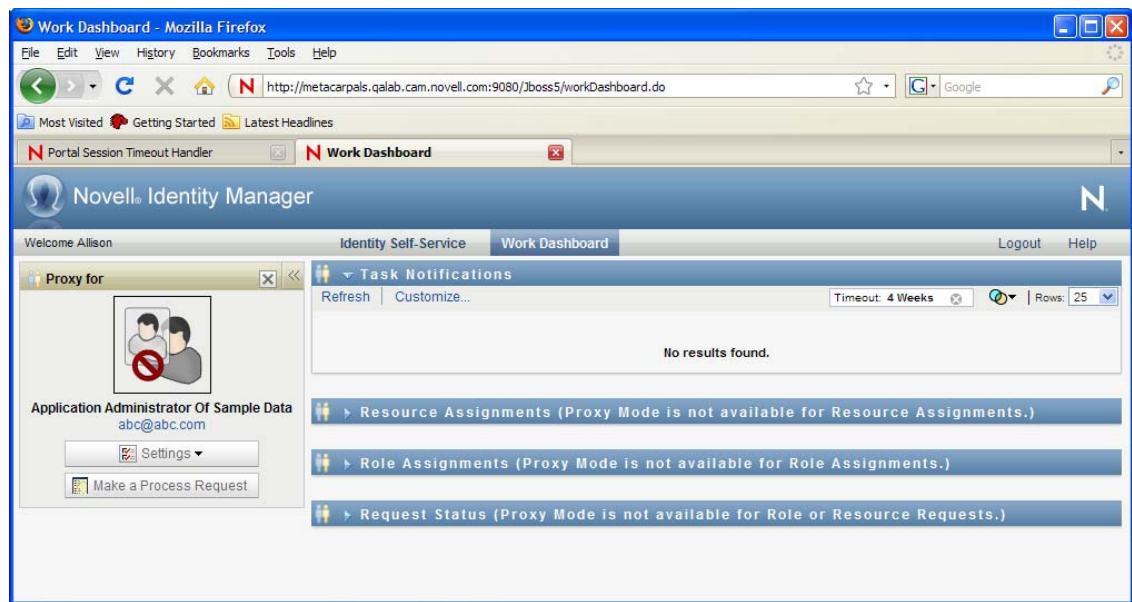 Work Dashboard - Mozilla Firefox
File Edit View History Bookmarks Tools Help
N http://metacarpals.qalab.cam.novell.com:9080/Jboss5/workDashboard.do G Google
Most Visited Getting Started Latest Headlines
N Portal Session Timeout Handler N Work Dashboard
Novell® Identity Manager N
Welcome Allison Identity Self-Service Work Dashboard Logout Help
Proxy for
Application Administrator Of Sample Data
abc@abc.com
Settings
Make a Process Request
Task Notifications
Refresh Customize... Timeout: 4 Weeks Rows: 25
No results found.
Resource Assignments (Proxy Mode is not available for Resource Assignments.)
Role Assignments (Proxy Mode is not available for Role Assignments.)
Request Status (Proxy Mode is not available for Role or Resource Requests.)